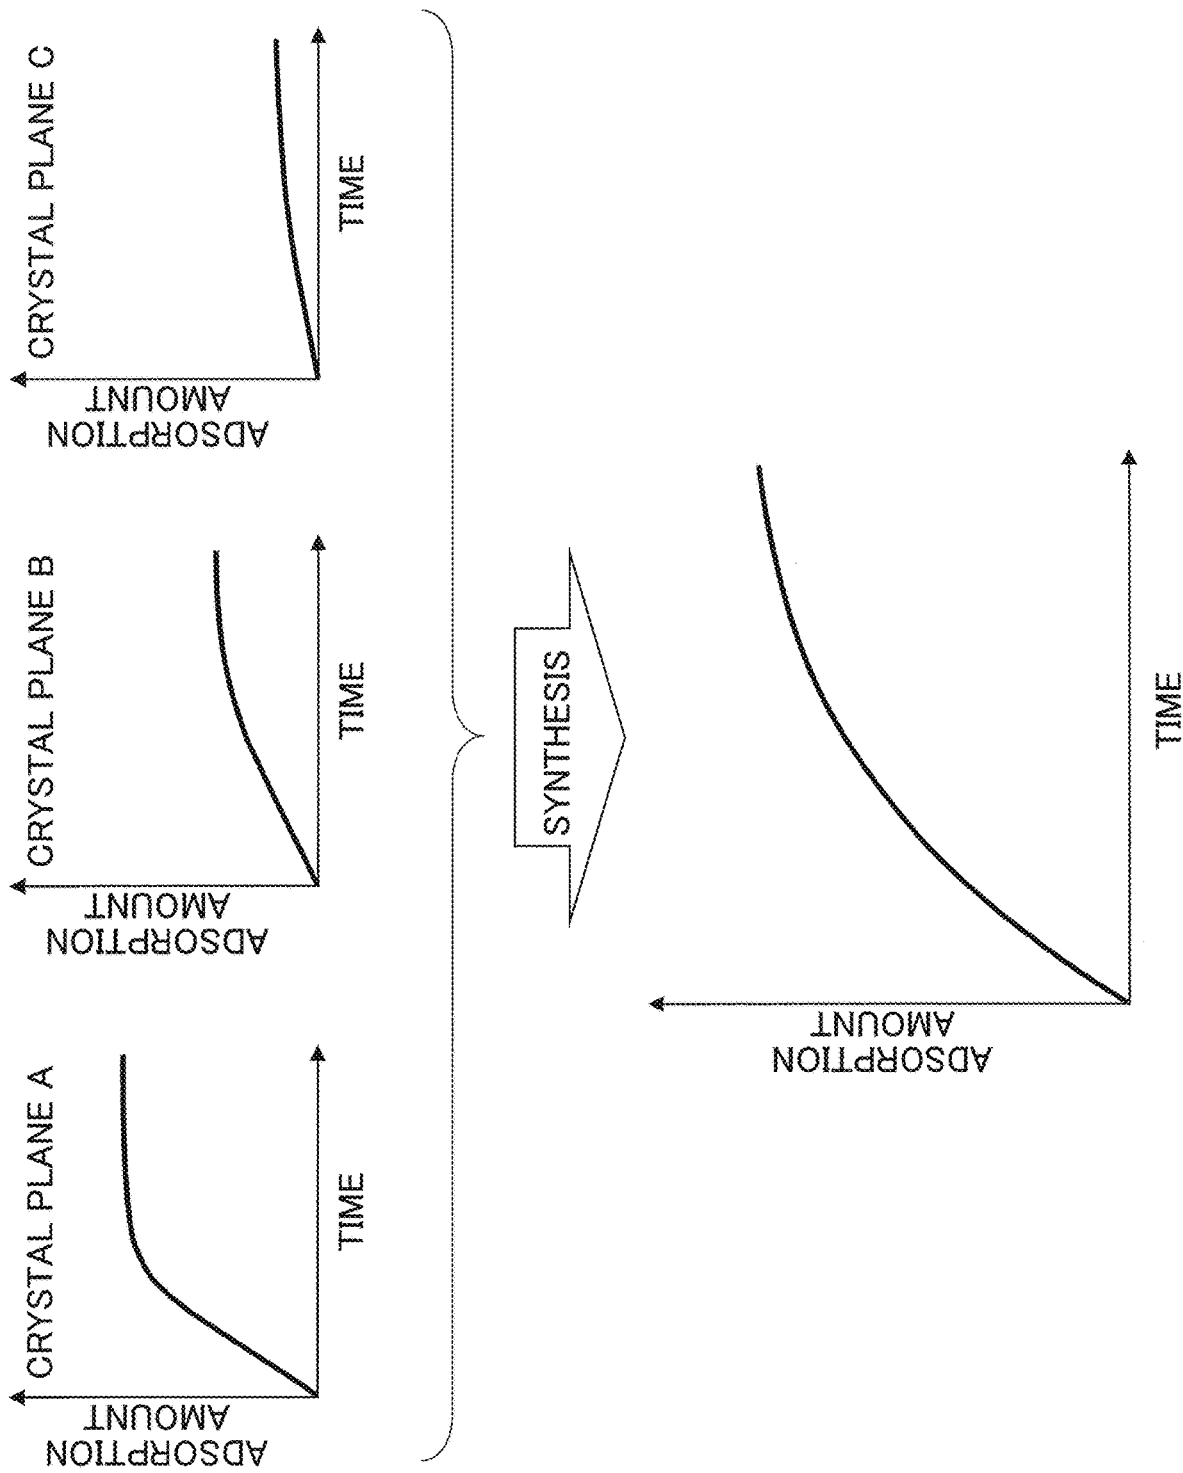 CRYSTAL PLANE A
ADSORPTION
AMOUNT
TIME
CRYSTAL PLANE B
ADSORPTION
AMOUNT
TIME
CRYSTAL PLANE C
ADSORPTION
AMOUNT
TIME
SYNTHESIS
ADSORPTION
AMOUNT
TIME